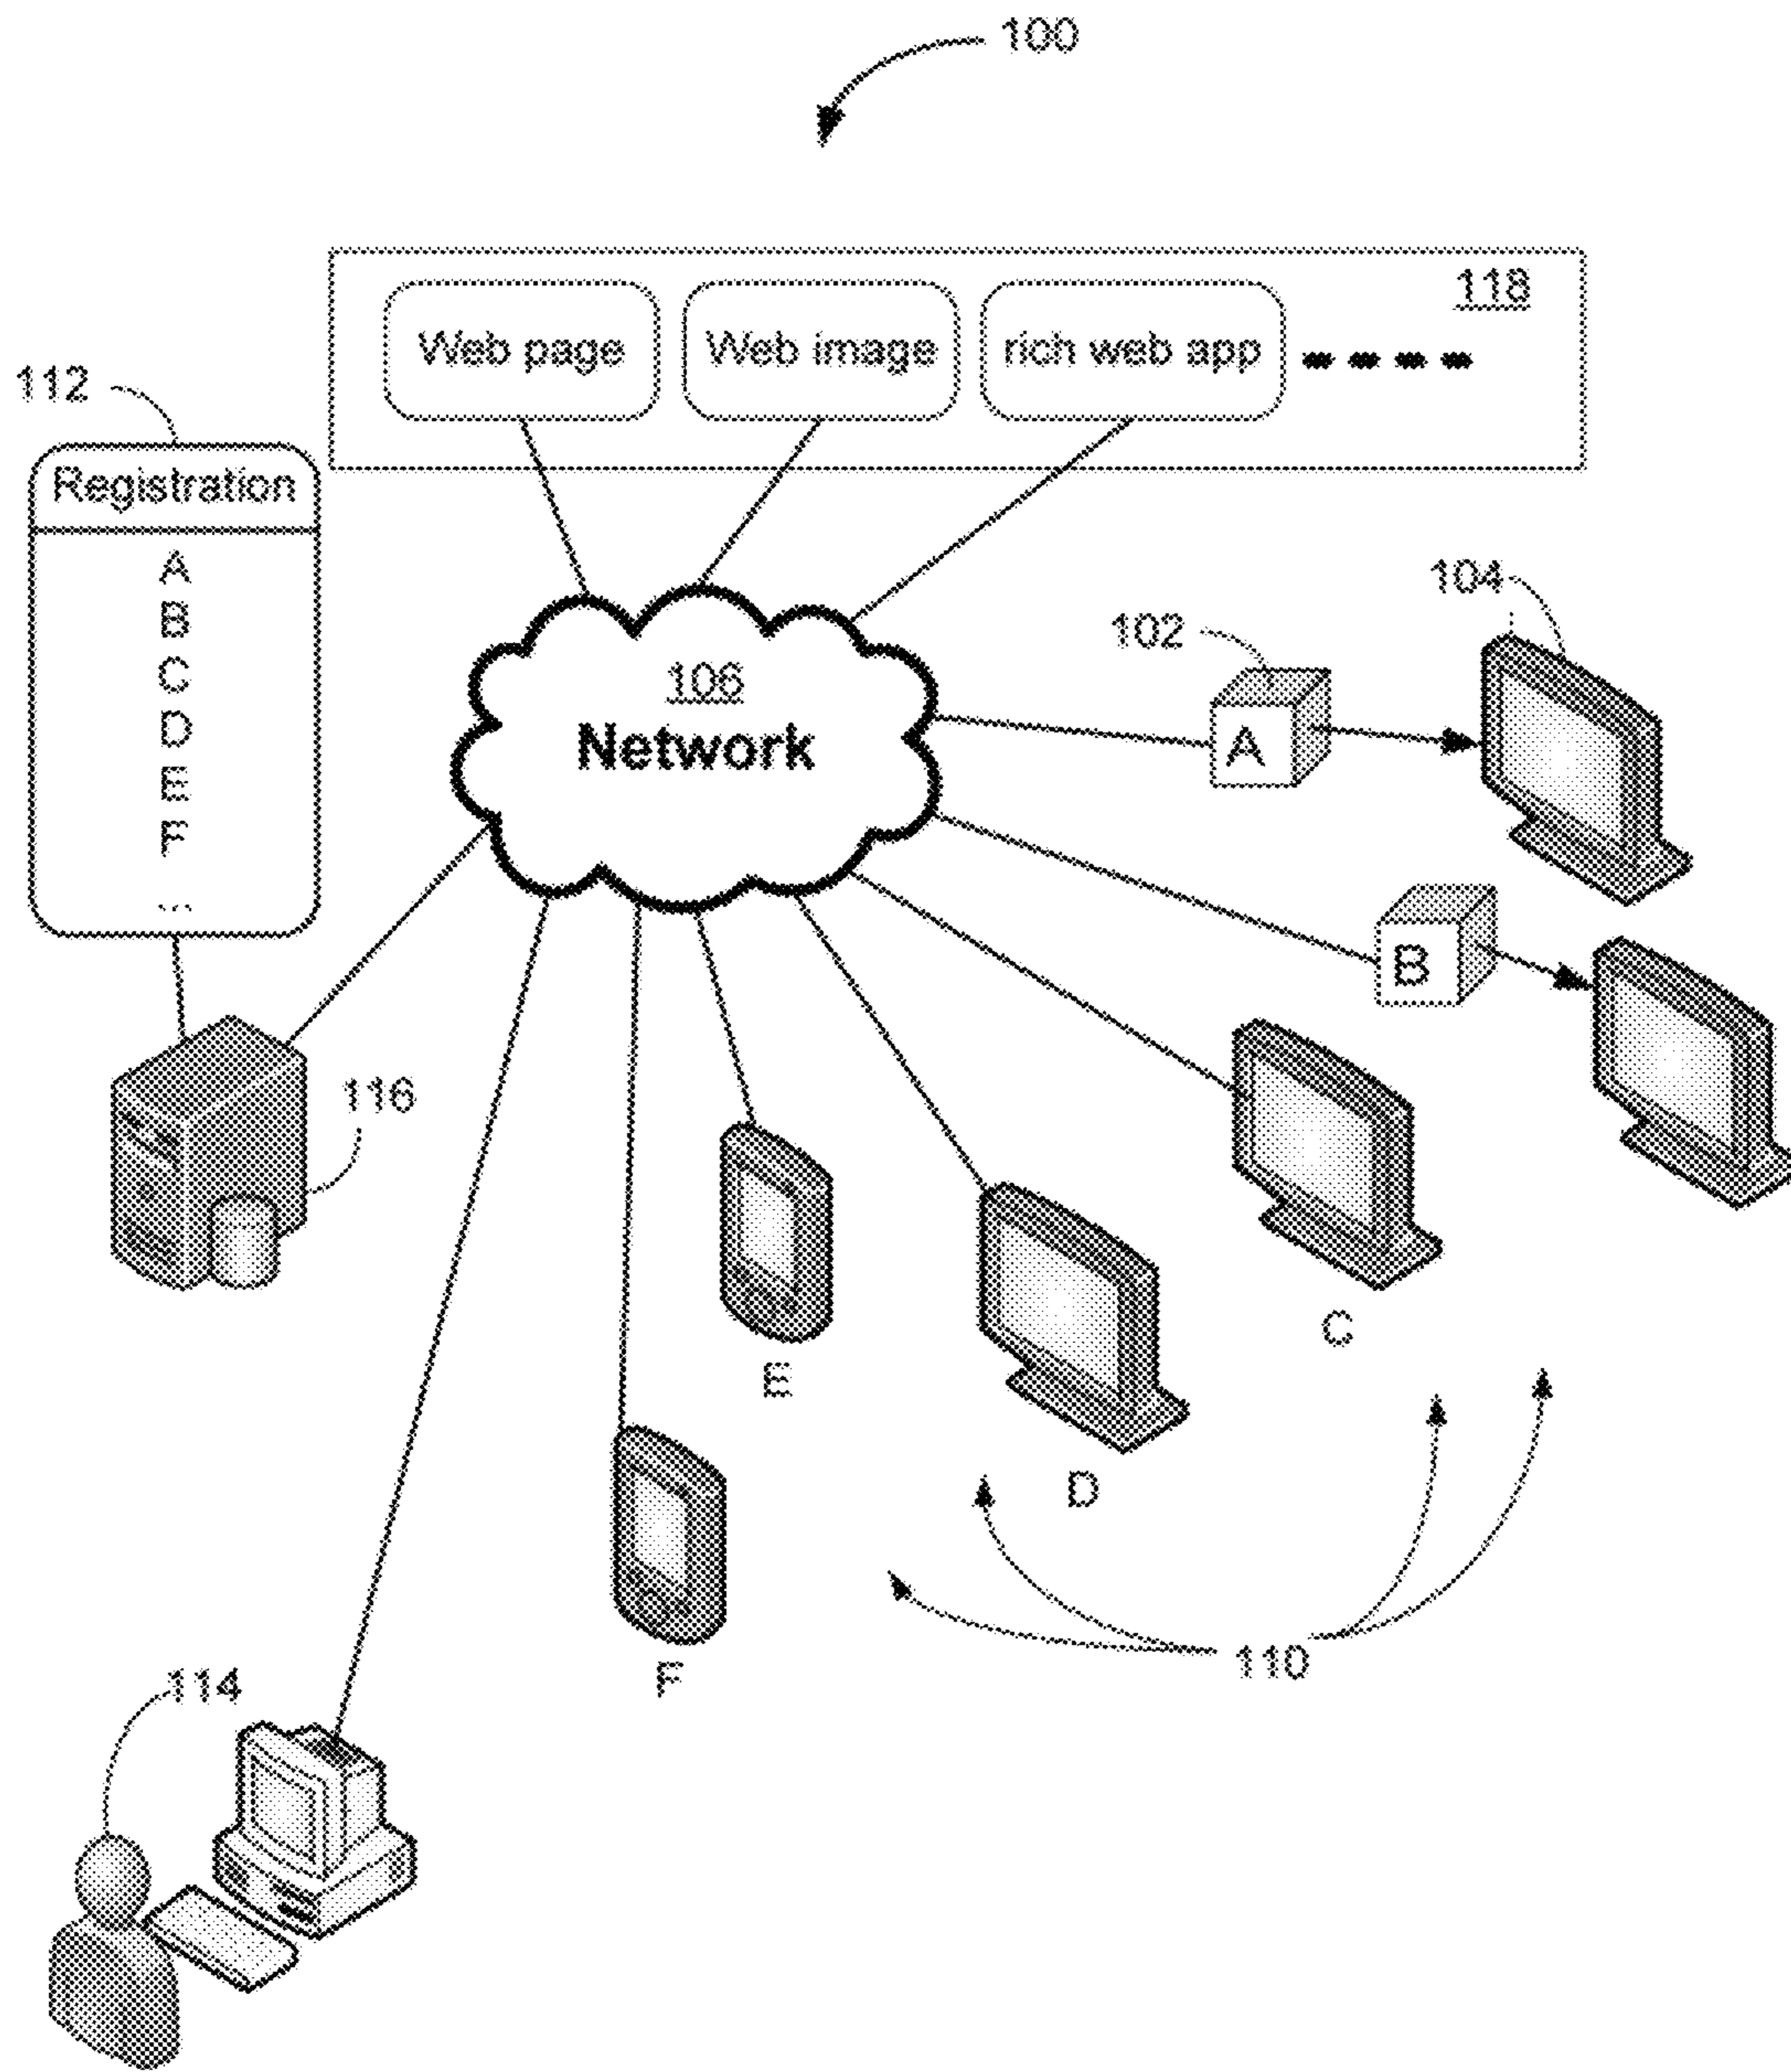 100
118
Web page
Web image
rich web app
112
Registration
A
B
C
D
E
F
...
106
Network
102
104
A
B
116
C
E
D
F
110
114